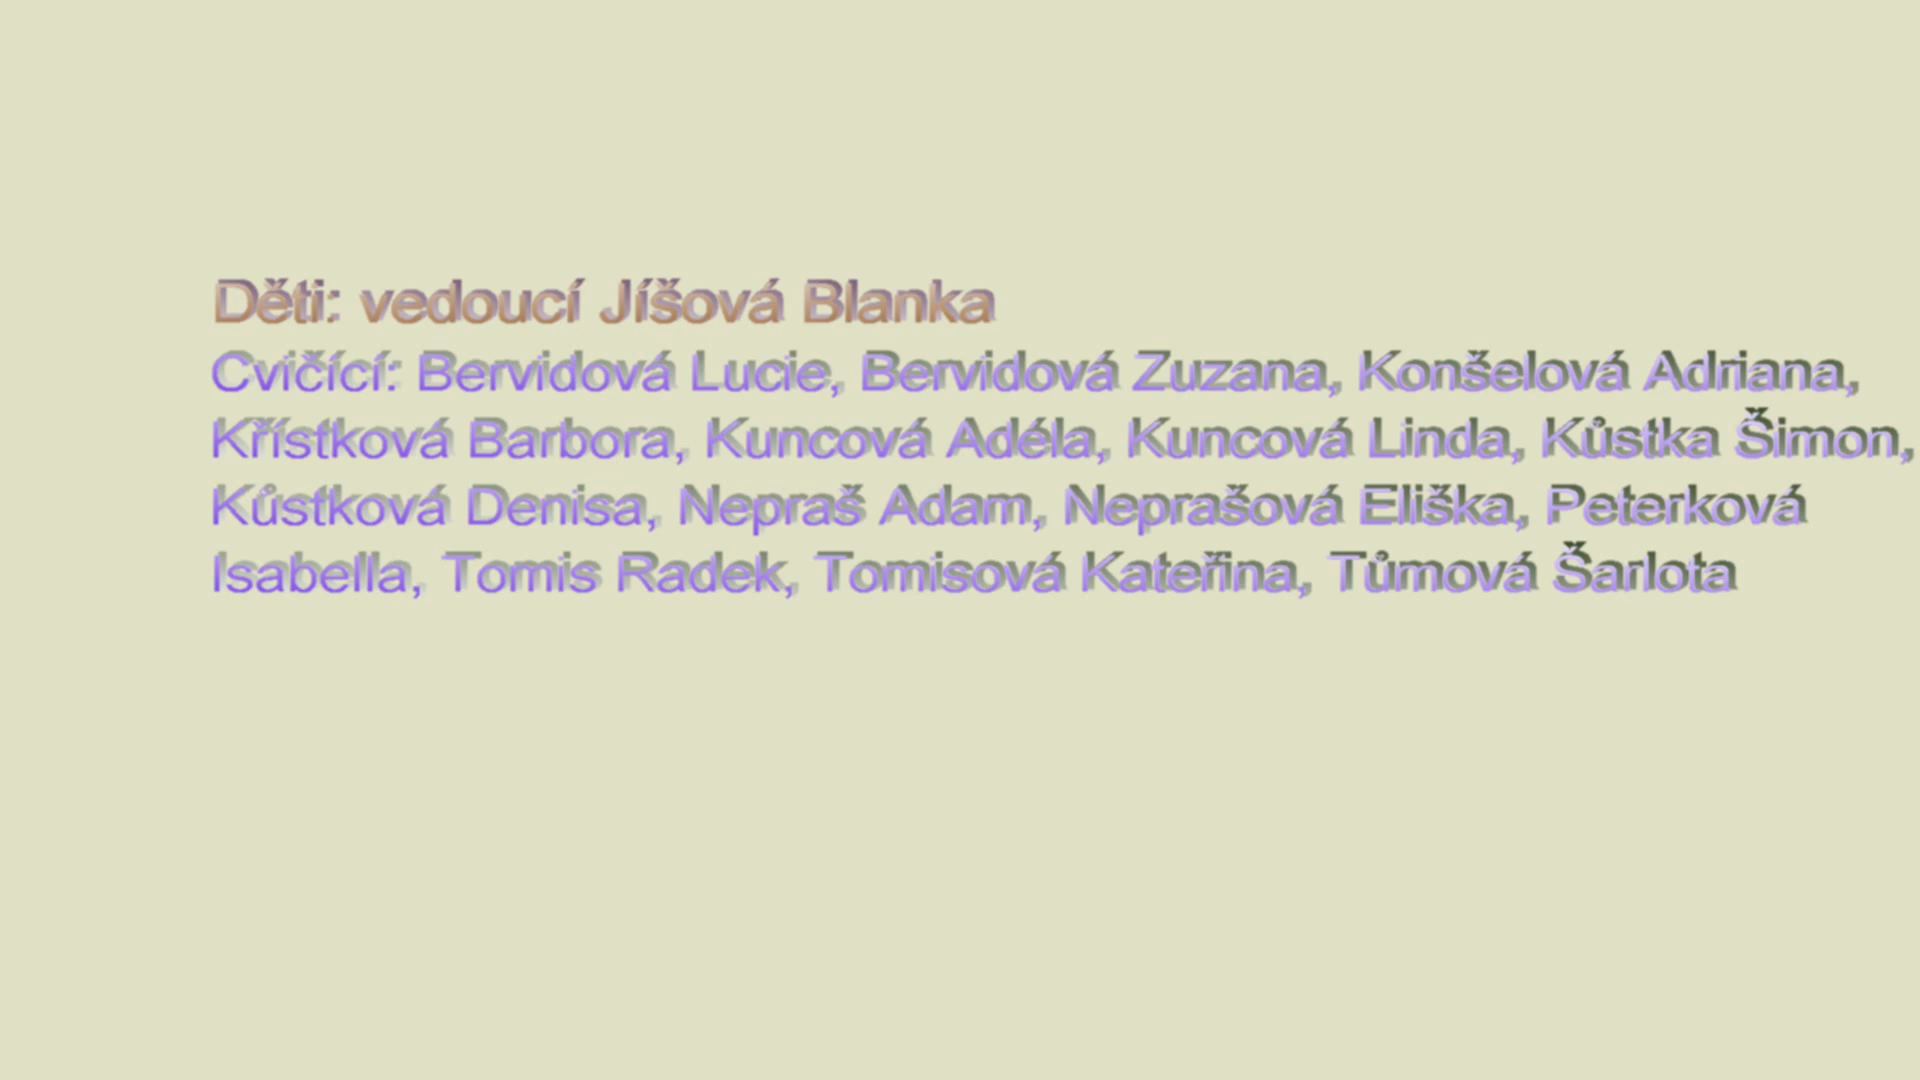 Děti: vedoucí Jíšová Blanka
Cvičící: Bervidová Lucie, Bervidová Zuzana, Konšelová Adriana,
Křístková Barbora, Kuncová Adéla, Kuncová Linda, Kůstka Šimon,
Kůstková Denisa, Nepraš Adam, Neprašová Eliška, Peterková
Isabella, Tomis Radek, Tomisová Kateřina, Tůmová Šarlota